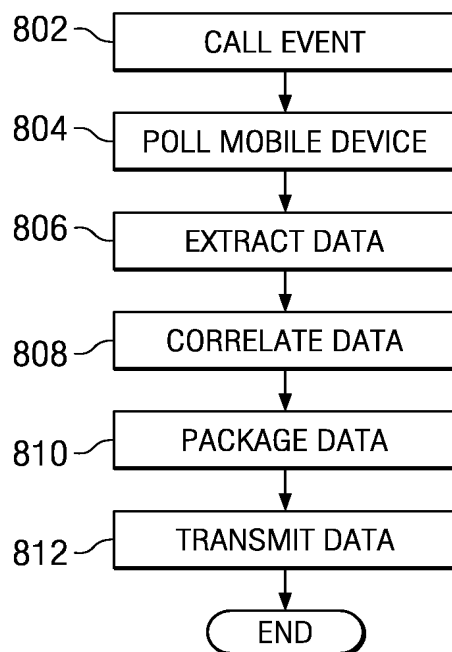 802
CALL EVENT
804
POLL MOBILE DEVICE
806
EXTRACT DATA
808
CORRELATE DATA
810
PACKAGE DATA
812
TRANSMIT DATA
END